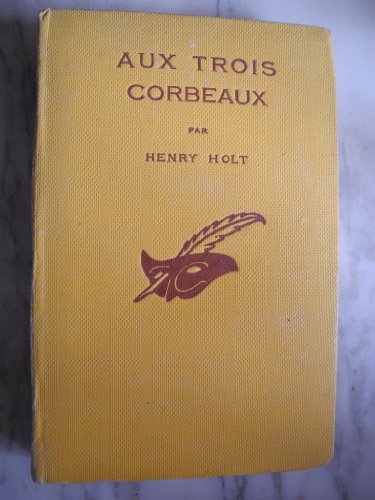 AUX TROIS
CORBEAUX
PAR
HENRY HOLT